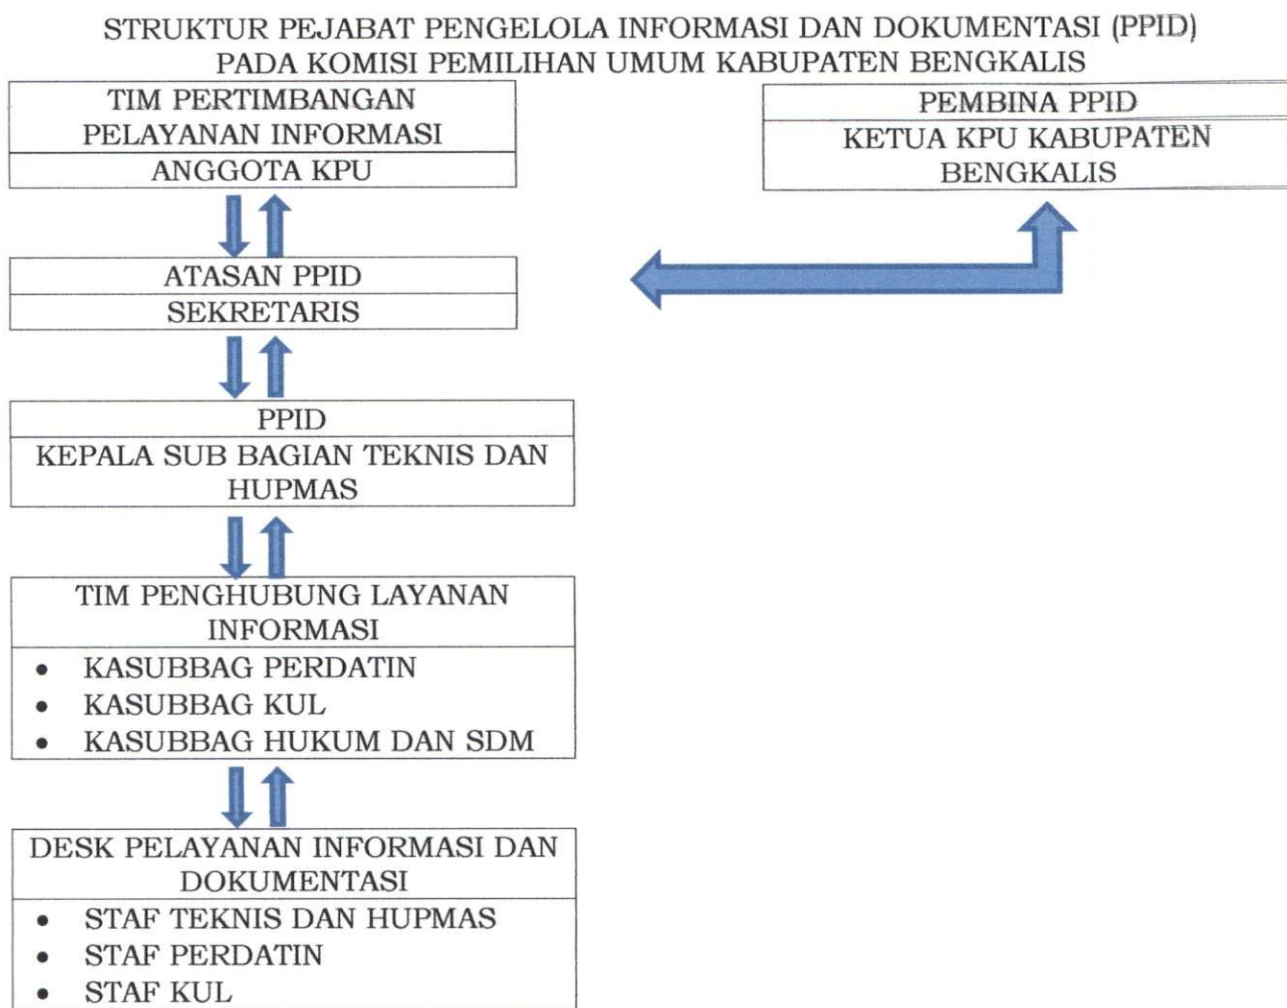 STRUKTUR PEJABAT PENGELOLA INFORMASI DAN DOKUMENTASI (PPID)
PADA KOMISI PEMILIHAN UMUM KABUPATEN BENGKALIS
TIM PERTIMBANGAN
PELAYANAN INFORMASI
ANGGOTA KPU
PEMBINA PPID
KETUA KPU KABUPATEN
BENGKALIS
ATASAN PPID
SEKRETARIS
PPID
KEPALA SUB BAGIAN TEKNIS DAN
HUPMAS
TIM PENGHUBUNG LAYANAN
INFORMASI
• KASUBBAG PERDATIN
• KASUBBAG KUL
• KASUBBAG HUKUM DAN SDM
DESK PELAYANAN INFORMASI DAN
DOKUMENTASI
• STAF TEKNIS DAN HUPMAS
• STAF PERDATIN
• STAF KUL